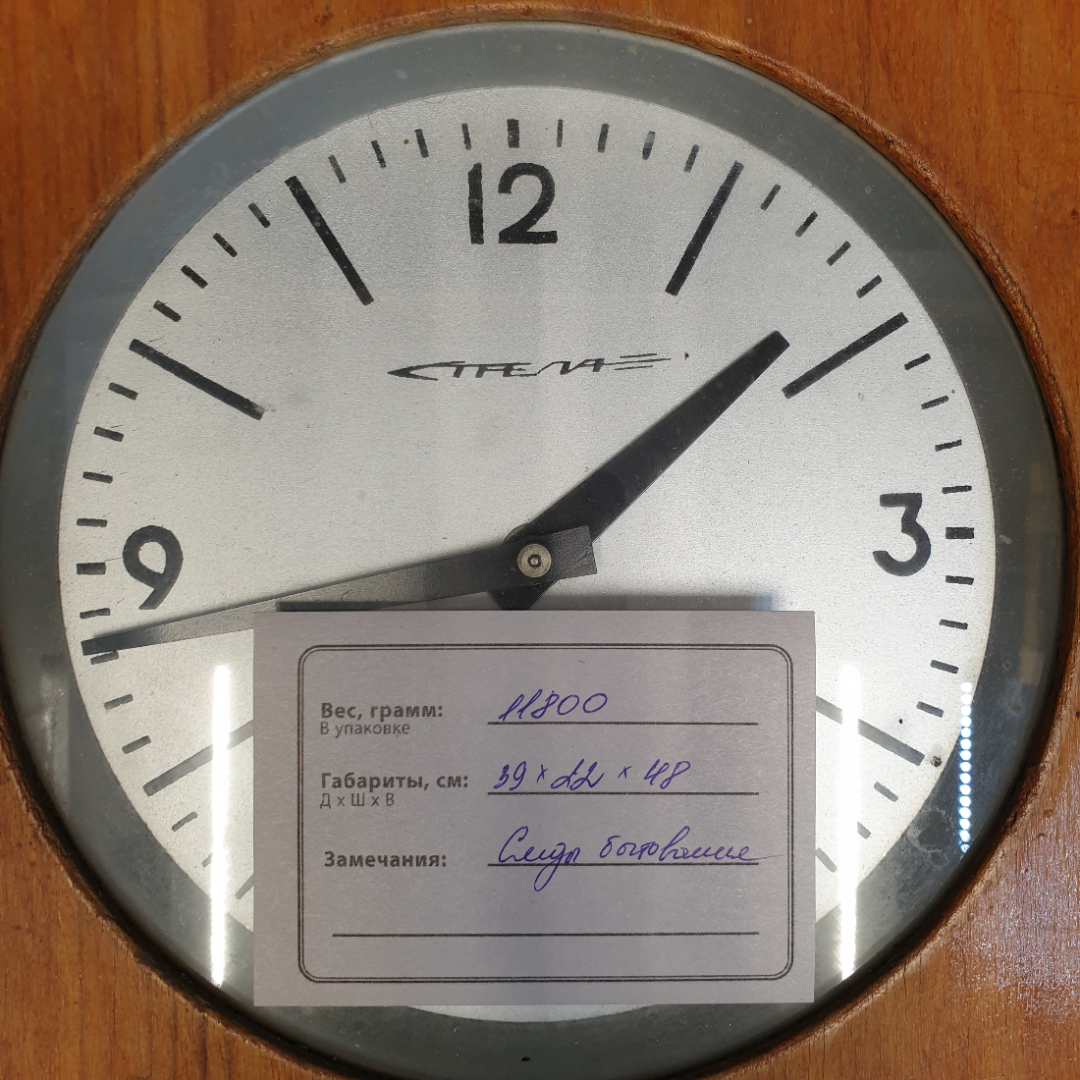 12
СТРЕЛА
9
3
Вес, грамм: 11800
В упаковке
Габариты, см: 39 x 22 x 48
Д х Ш х В
Замечания: Следы бытования